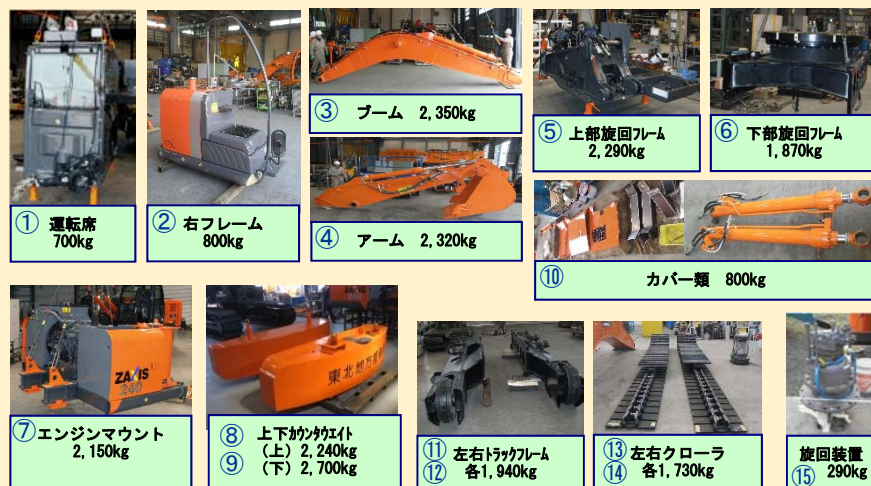 ① 運転席
700kg
② 右フレーム
800kg
③ ブーム 2,350kg
④ アーム 2,320kg
⑤ 上部旋回フレーム
2,290kg
⑥ 下部旋回フレーム
1,870kg
⑩ カバー類 800kg
ZAXIS
240
⑦ エンジンマウント
2,150kg
東北地方整
⑧ 上下カウンタウエイト
(上) 2,240kg
⑨ (下) 2,700kg
⑪ 左右トラックフレーム
⑫ 各1,940kg
⑬ 左右クローラ
⑭ 各1,730kg
旋回装置
⑮ 290kg